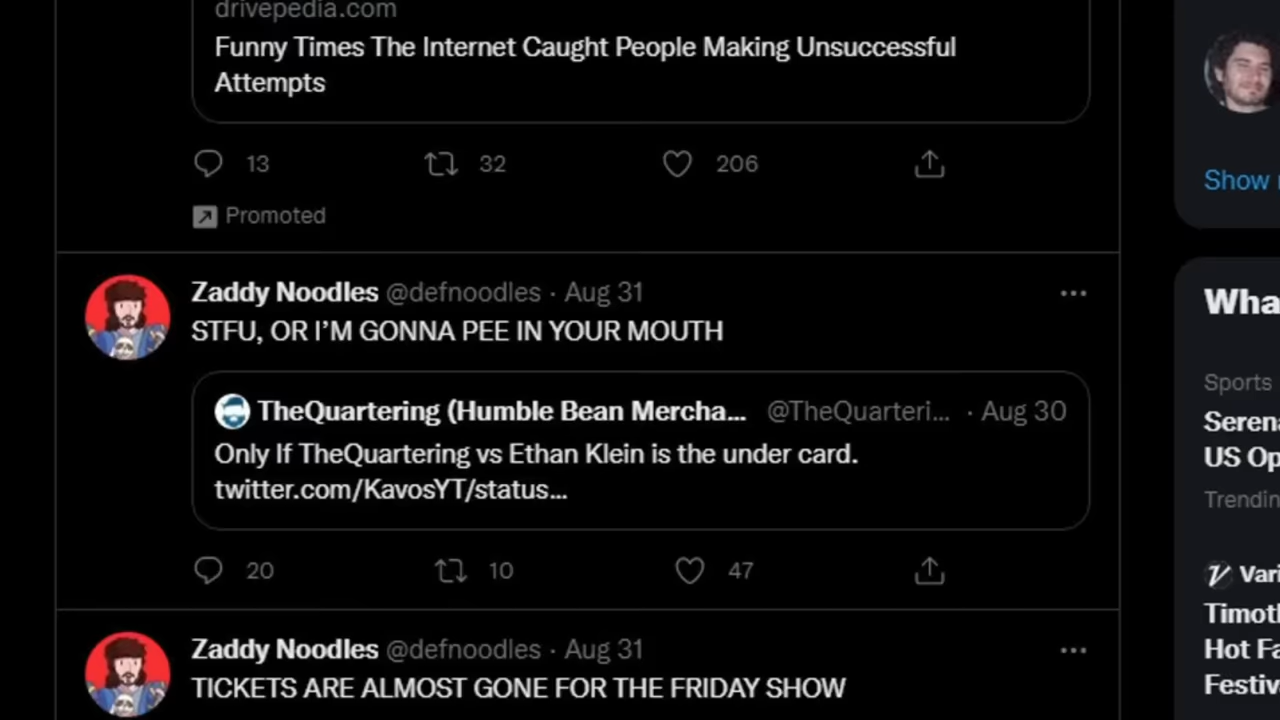 drivepedia.com
Funny Times The Internet Caught People Making Unsuccessful
Attempts
13 32 206
Promoted
Show
Zaddy Noodles @defnoodles · Aug 31
STFU, OR I'M GONNA PEE IN YOUR MOUTH
TheQuartering (Humble Bean Mercha... @TheQuarteri... · Aug 30
Only If TheQuartering vs Ethan Klein is the under card.
twitter.com/KavosYT/status...
20 10 47
Zaddy Noodles @defnoodles · Aug 31
TICKETS ARE ALMOST GONE FOR THE FRIDAY SHOW
Wha
Sports
Seren
US Op
Trendin
Vari
Timot
Hot Fa
Festiv